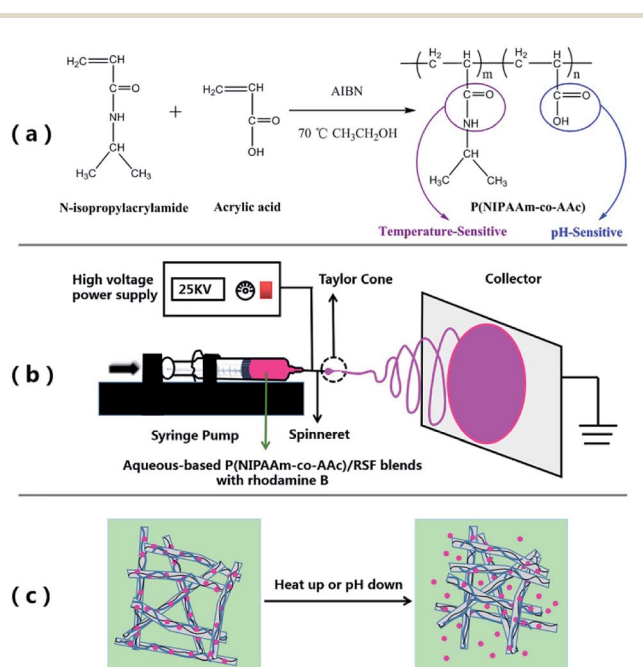 ( a )
H₂C=CH
C=O
NH
CH
H₃C CH₃
N-isopropylacrylamide
+
H₂C=CH
C=O
OH
Acrylic acid
AIBN
70 ℃ CH₃CH₂OH
H₂ H H₂ H
( C C )m ( C C )n
C=O C=O
NH OH
CH
H₃C CH₃
P(NIPAAm-co-AAc)
Temperature-Sensitive pH-Sensitive
( b )
High voltage
power supply
25KV
Taylor Cone
Collector
Syringe Pump
Spinneret
Aqueous-based P(NIPAAm-co-AAc)/RSF blends
with rhodamine B
( c )
Heat up or pH down